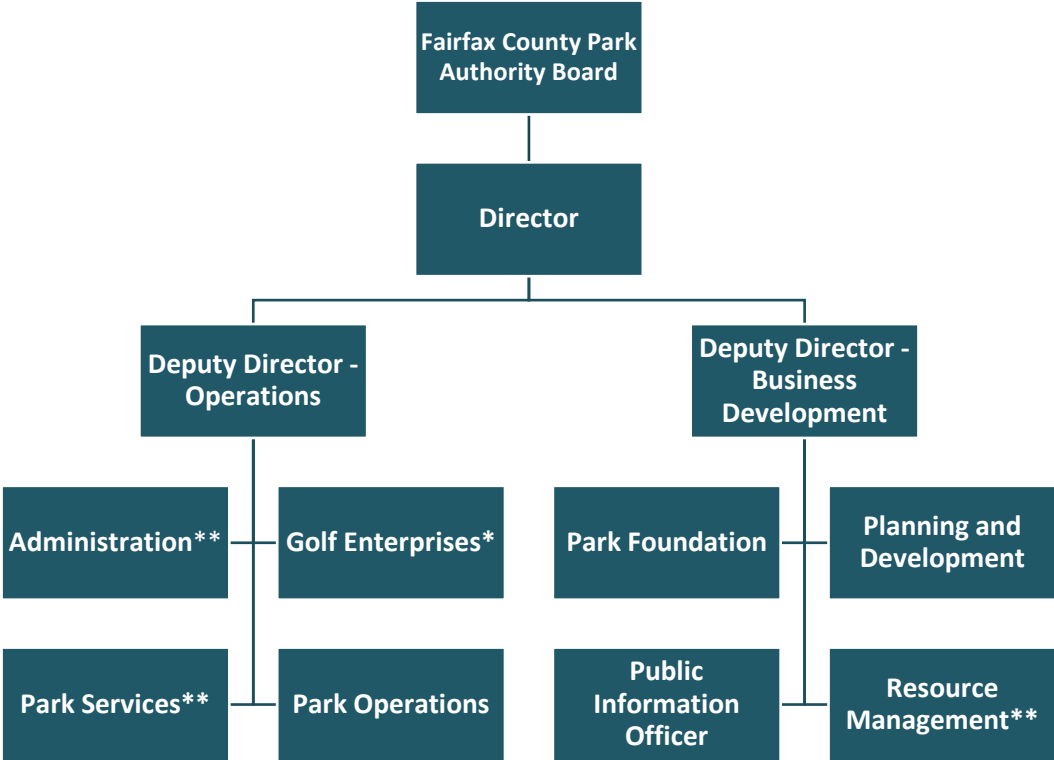 Fairfax County Park
Authority Board
Director
Deputy Director -
Operations
Deputy Director -
Business
Development
Administration**
Golf Enterprises*
Park Foundation
Planning and
Development
Park Services**
Park Operations
Public
Information
Officer
Resource
Management**